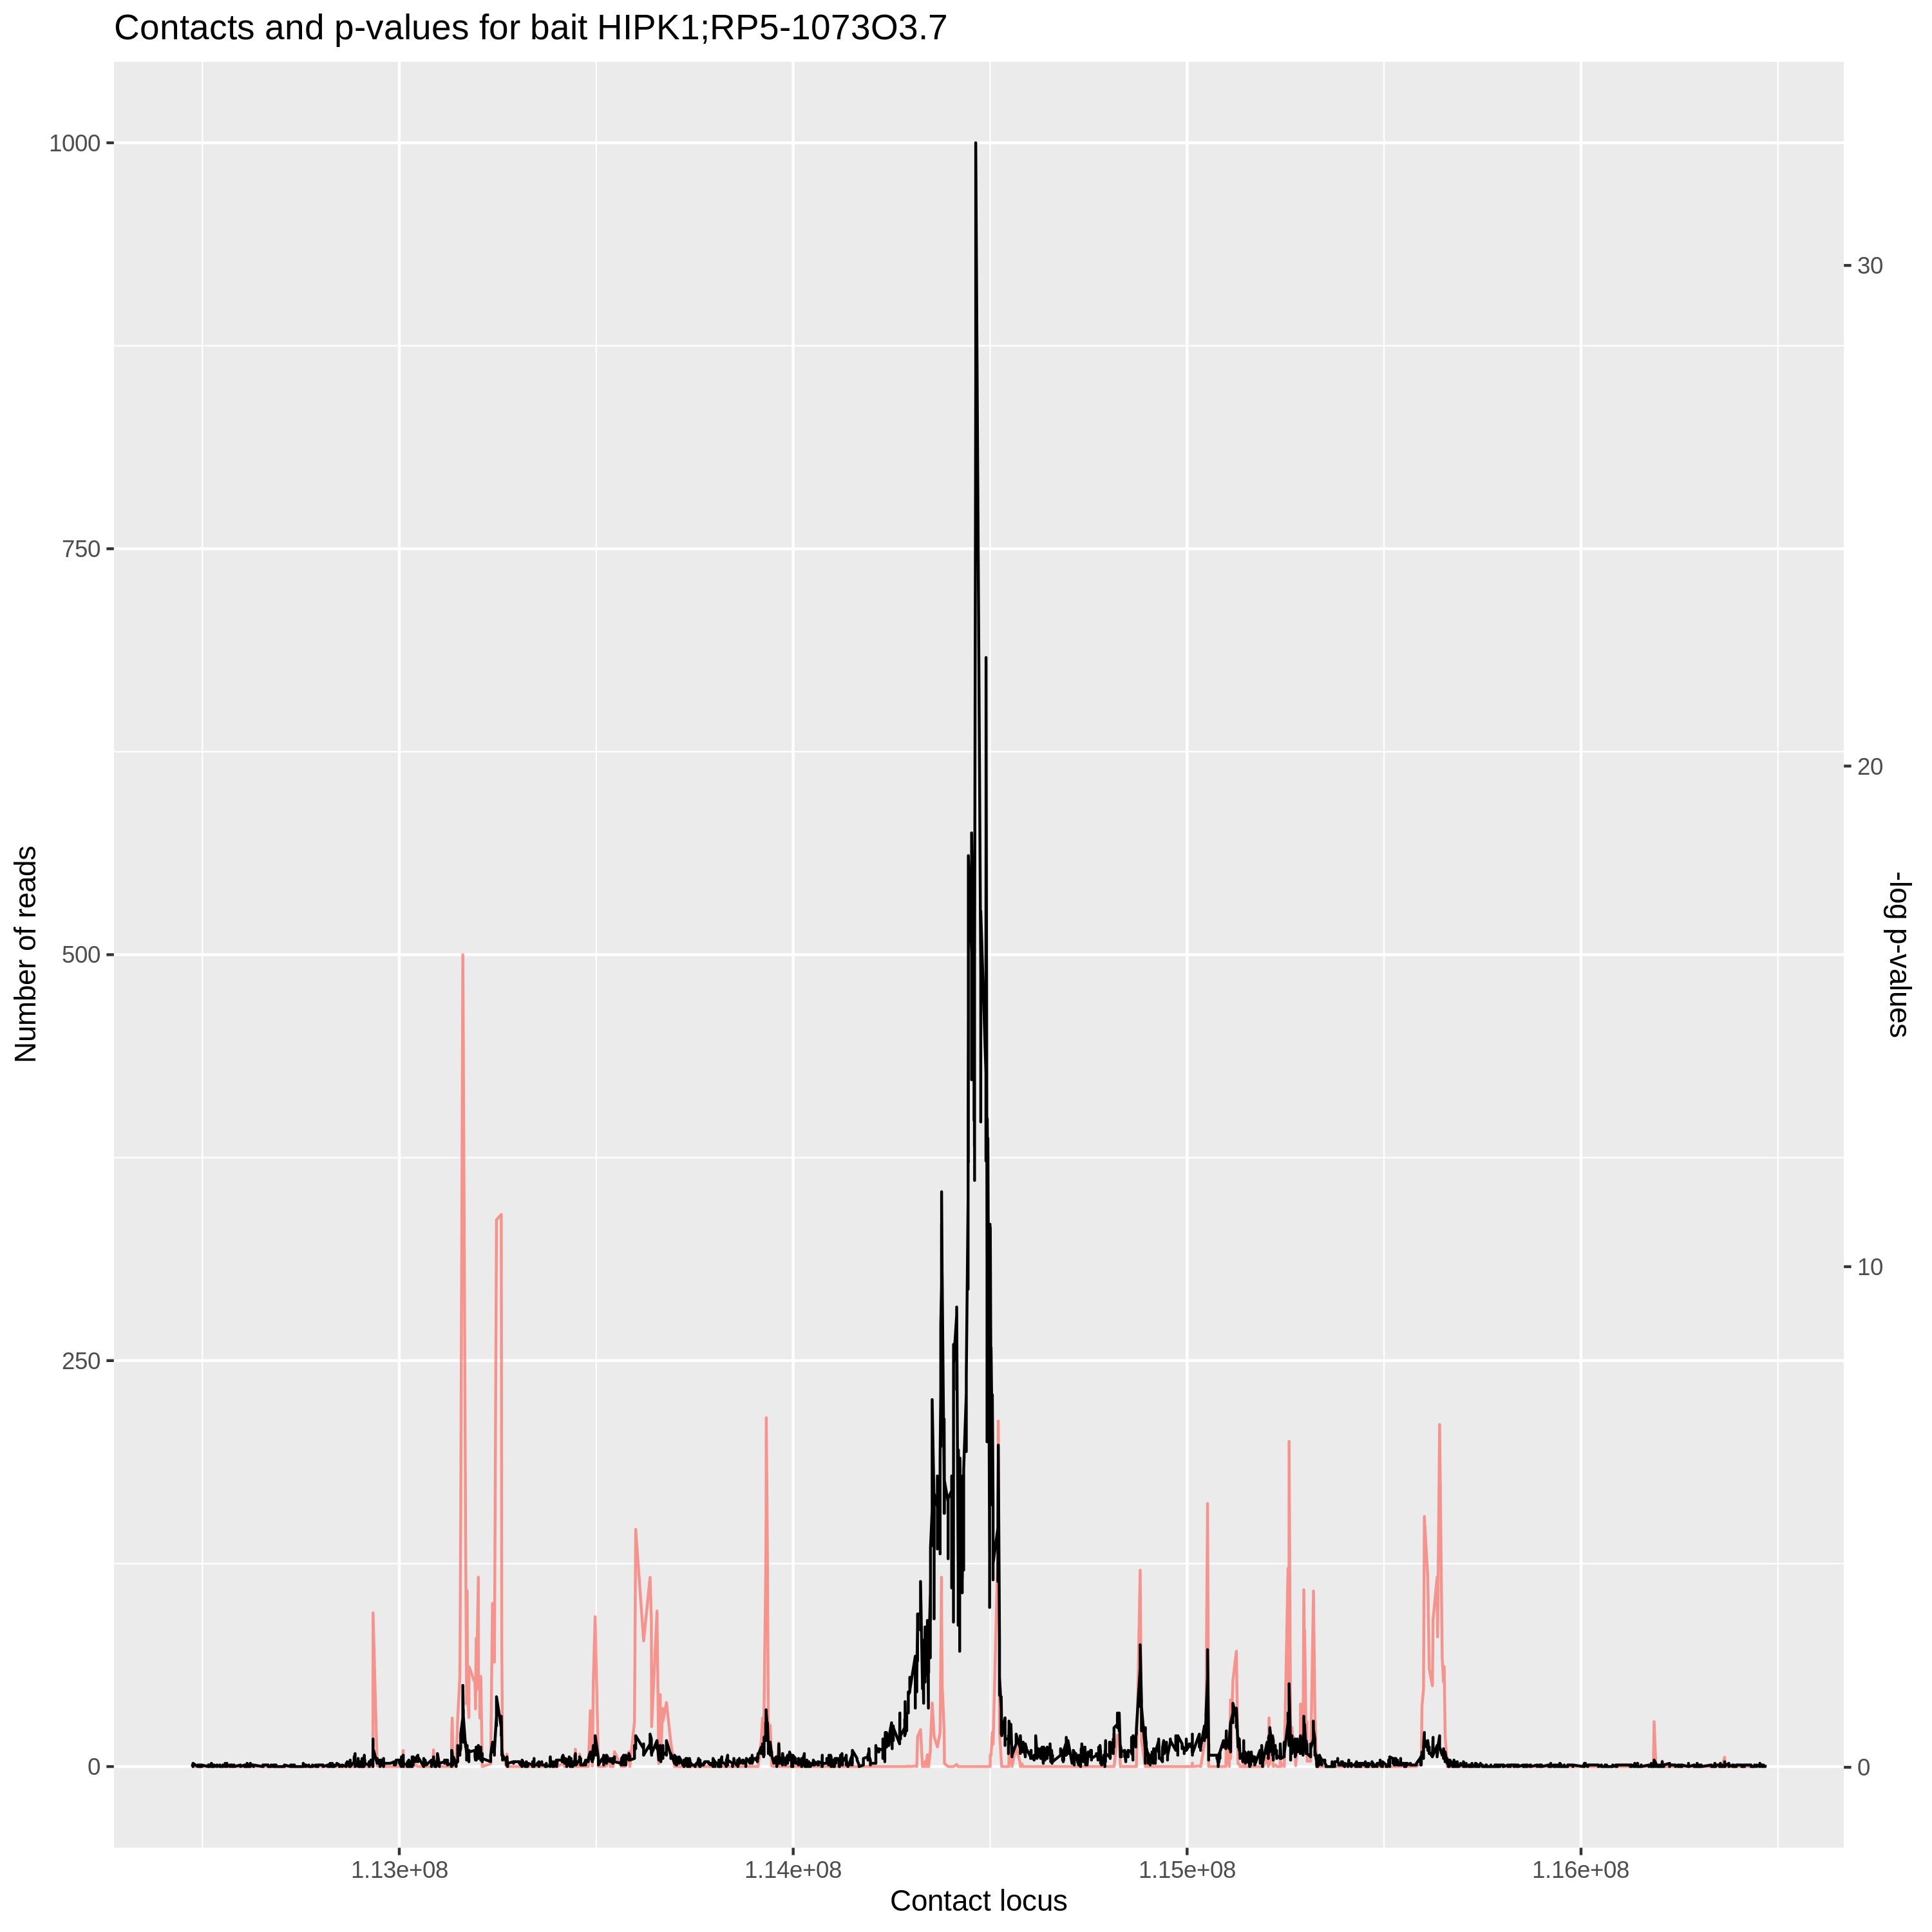 Contacts and p-values for bait HIPK1;RP5-1073O3.7
1000
750
500
250
0
Number of reads
30
20
10
0
-log p-values
1.13e+08
1.14e+08
1.15e+08
1.16e+08
Contact locus